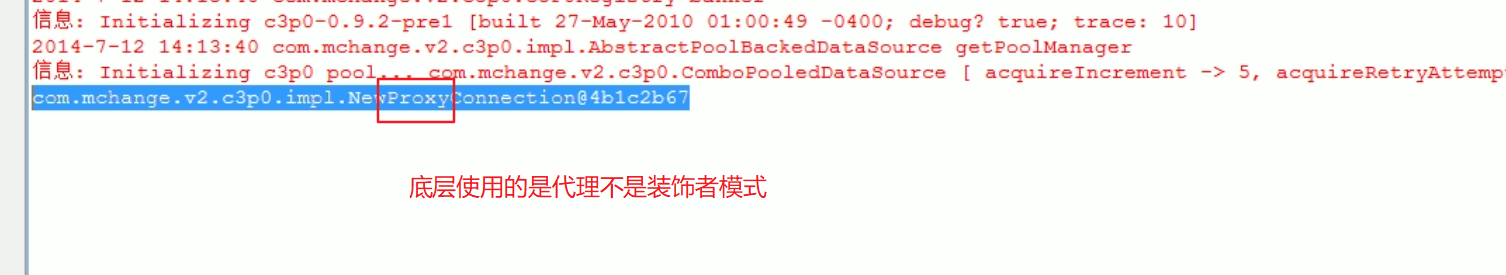 信息: Initializing c3p0-0.9.2-pre1 [built 27-May-2010 01:00:49 -0400; debug? true; trace: 10]
2014-7-12 14:13:40 com.mchange.v2.c3p0.impl.AbstractPoolBackedDataSource getPoolManager
信息: Initializing c3p0 pool... com.mchange.v2.c3p0.ComboPooledDataSource [ acquireIncrement -> 5, acquireRetryAttemp
com.mchange.v2.c3p0.impl.NewProxyConnection@4b1c2b67
底层使用的是代理不是装饰者模式